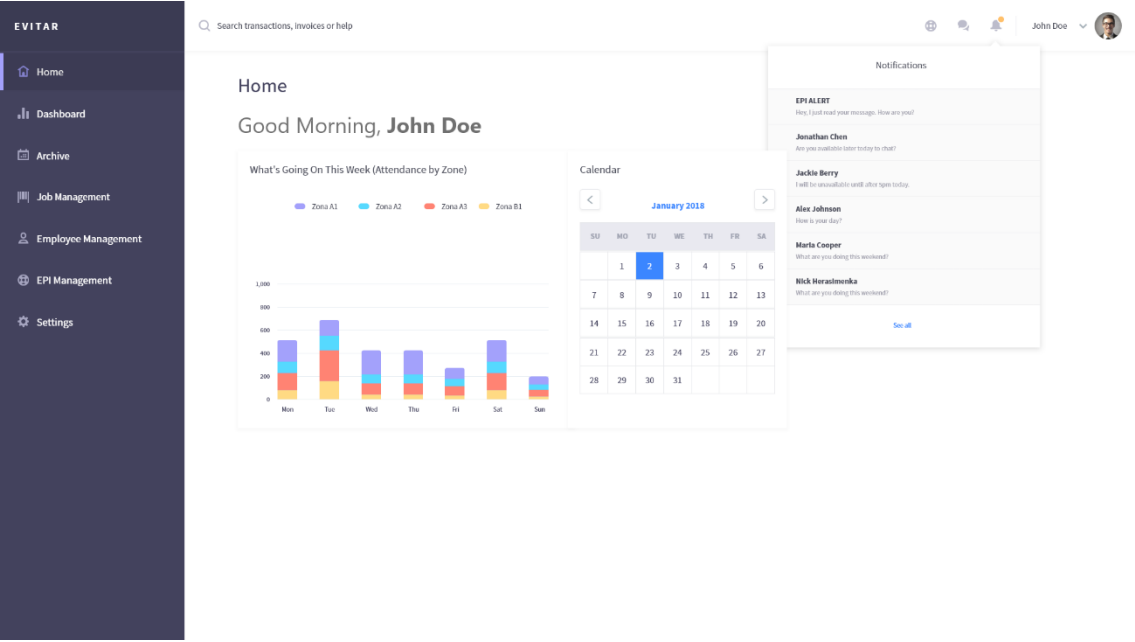 EVITAR
Search transactions, invoices or help
John Doe
Home
Dashboard
Archive
Job Management
Employee Management
EPI Management
Settings
Home
Good Morning, John Doe
Notifications
EPI ALERT
Hey, I just read your message. How are you?
Jonathan Chen
Are you available later today to chat?
Jackie Berry
I will be unavailable until after 5pm today.
Alex Johnson
How is your day?
Maria Cooper
What are you doing this weekend?
Nick Herasimenka
What are you doing this weekend?
See all
What's Going On This Week (Attendance by Zone)
Zona A1 Zona A2 Zona A3 Zona B1
1,000
800
600
400
200
0
Mon Tue Wed Thu Fri Sat Sun
Calendar
January 2018
SU MO TU WE TH FR SA
1 2 3 4 5 6
7 8 9 10 11 12 13
14 15 16 17 18 19 20
21 22 23 24 25 26 27
28 29 30 31